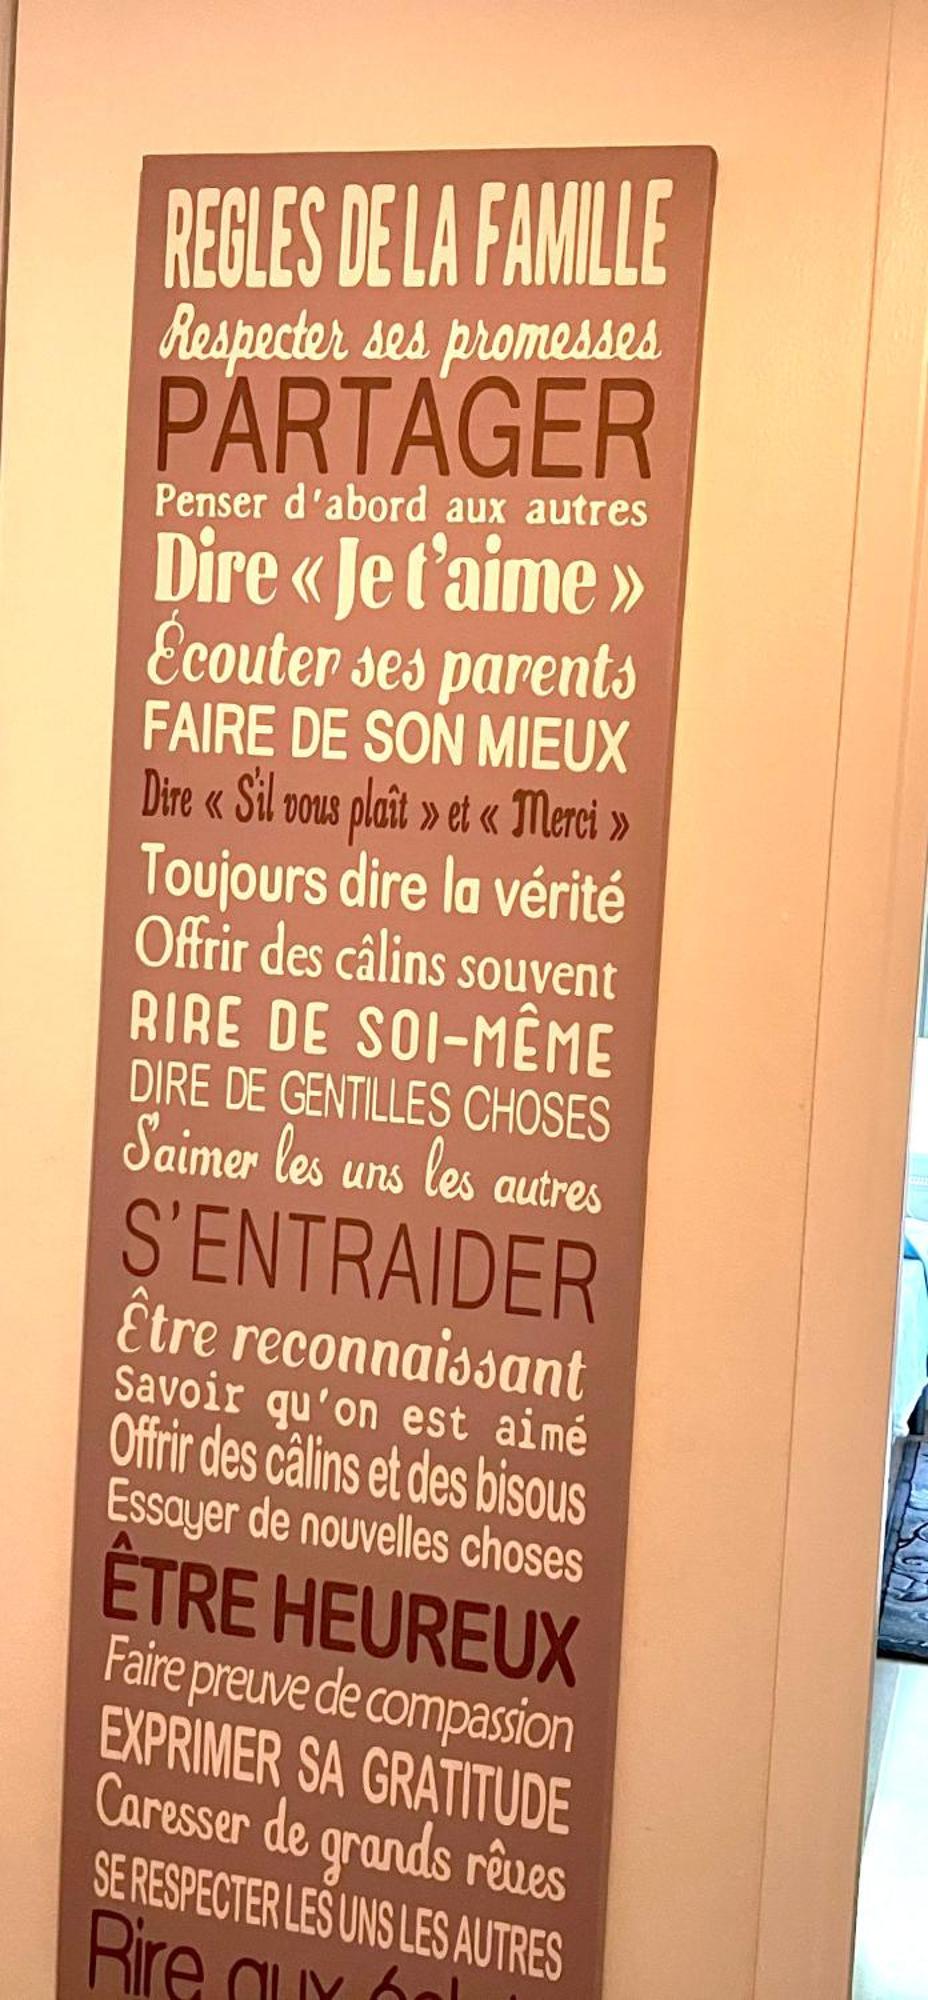 REGLES DE LA FAMILLE
Respecter ses promesses
PARTAGER
Penser d'abord aux autres
Dire « Je t'aime »
Écouter ses parents
FAIRE DE SON MIEUX
Dire « S'il vous plaît » et « Merci »
Toujours dire la vérité
Offrir des câlins souvent
RIRE DE SOI-MÊME
DIRE DE GENTILLES CHOSES
S'aimer les uns les autres
S'ENTRAIDER
Être reconnaissant
Savoir qu'on est aimé
Offrir des câlins et des bisous
Essayer de nouvelles choses
ÊTRE HEUREUX
Faire preuve de compassion
EXPRIMER SA GRATITUDE
Caresser de grands rêves
SE RESPECTER LES UNS LES AUTRES
Rire aux